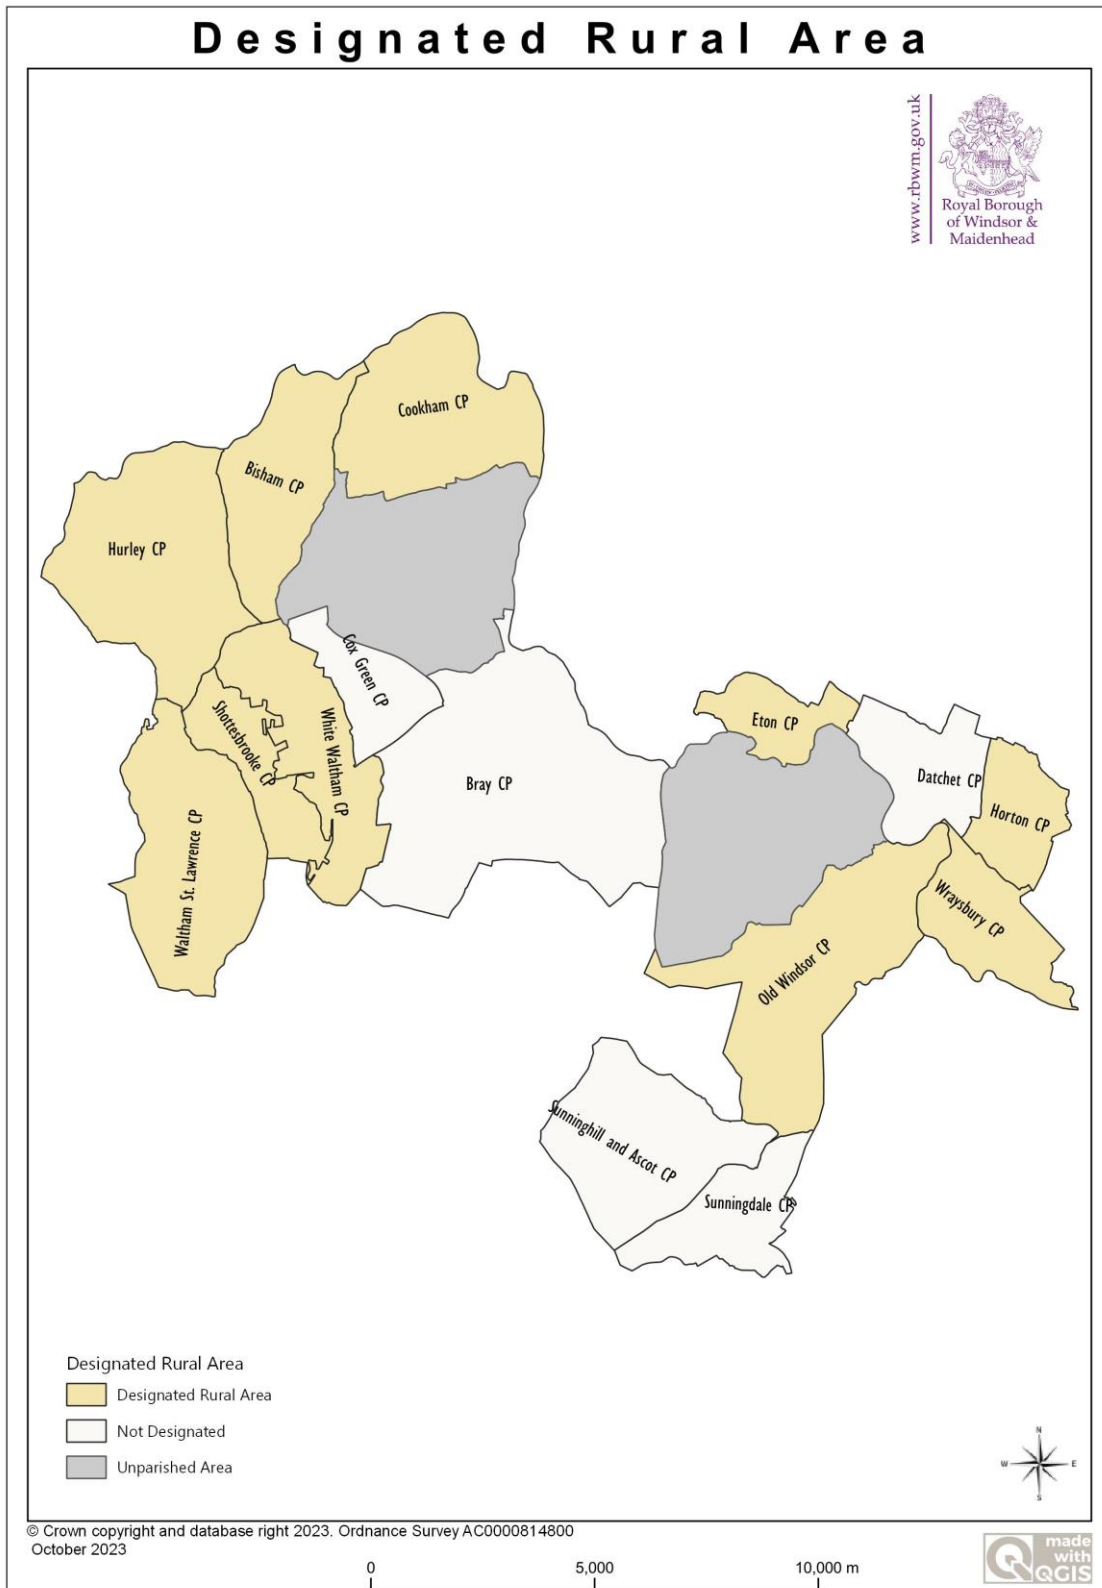 Designated Rural Area
www.rbwm.gov.uk
Royal Borough
of Windsor &
Maidenhead
Cookham CP
Bisham CP
Hurley CP
Cox Green CP
Shottesbrooke CP
White Waltham CP
Eton CP
Bray CP
Datchet CP
Horton CP
Waltham St. Lawrence CP
Wraysbury CP
Old Windsor CP
Sunninghill and Ascot CP
Sunningdale CP
Designated Rural Area
Designated Rural Area
Not Designated
Unparished Area
N
W E
S
© Crown copyright and database right 2023. Ordnance Survey AC0000814800
October 2023
0 5,000 10,000 m
made
with
QGIS